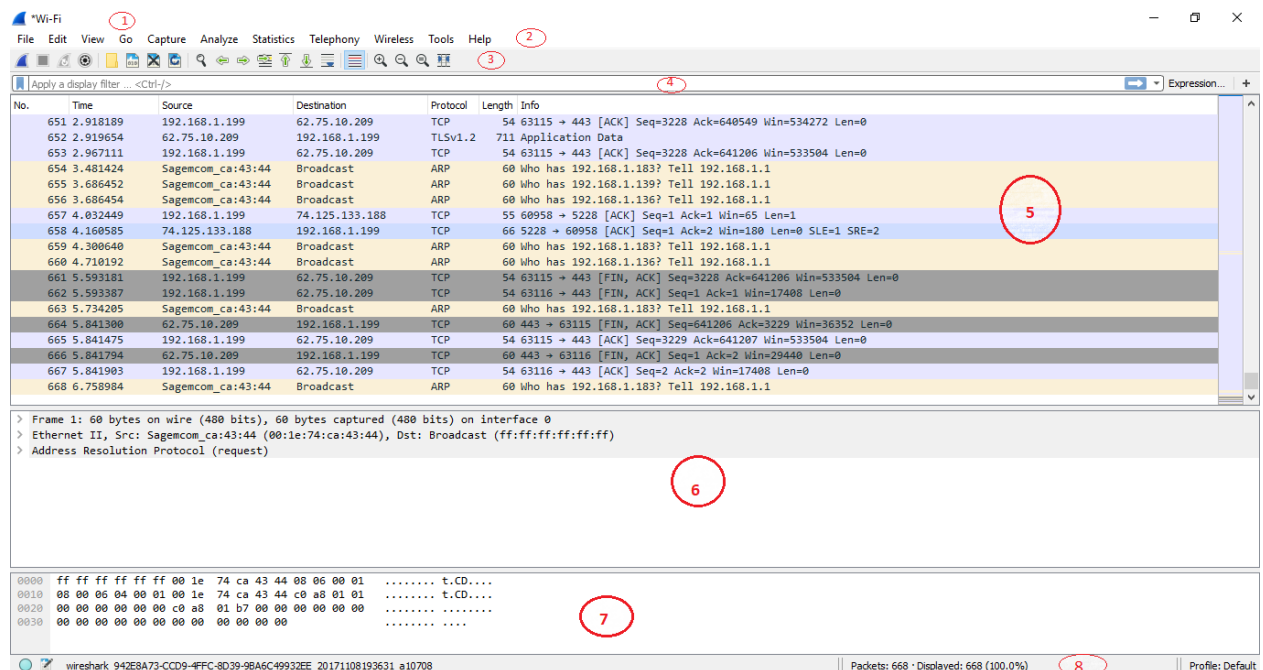 *Wi-Fi 1
File Edit View Go Capture Analyze Statistics Telephony Wireless Tools Help 2
3
Apply a display filter ... <Ctrl-/> 4 Expression... +
No. Time Source Destination Protocol Length Info
651 2.918189 192.168.1.199 62.75.10.209 TCP 54 63115 → 443 [ACK] Seq=3228 Ack=640549 Win=534272 Len=0
652 2.919654 62.75.10.209 192.168.1.199 TLSv1.2 711 Application Data
653 2.967111 192.168.1.199 62.75.10.209 TCP 54 63115 → 443 [ACK] Seq=3228 Ack=641206 Win=533504 Len=0
654 3.481424 Sagemcom_ca:43:44 Broadcast ARP 60 Who has 192.168.1.183? Tell 192.168.1.1
655 3.686452 Sagemcom_ca:43:44 Broadcast ARP 60 Who has 192.168.1.139? Tell 192.168.1.1
656 3.686454 Sagemcom_ca:43:44 Broadcast ARP 60 Who has 192.168.1.136? Tell 192.168.1.1
657 4.032449 192.168.1.199 74.125.133.188 TCP 55 60958 → 5228 [ACK] Seq=1 Ack=1 Win=65 Len=1
5
658 4.160585 74.125.133.188 192.168.1.199 TCP 66 5228 → 60958 [ACK] Seq=1 Ack=2 Win=180 Len=0 SLE=1 SRE=2
659 4.300640 Sagemcom_ca:43:44 Broadcast ARP 60 Who has 192.168.1.183? Tell 192.168.1.1
660 4.710192 Sagemcom_ca:43:44 Broadcast ARP 60 Who has 192.168.1.136? Tell 192.168.1.1
661 5.593181 192.168.1.199 62.75.10.209 TCP 54 63115 → 443 [FIN, ACK] Seq=3228 Ack=641206 Win=533504 Len=0
662 5.593387 192.168.1.199 62.75.10.209 TCP 54 63116 → 443 [FIN, ACK] Seq=1 Ack=1 Win=17408 Len=0
663 5.734205 Sagemcom_ca:43:44 Broadcast ARP 60 Who has 192.168.1.183? Tell 192.168.1.1
664 5.841300 62.75.10.209 192.168.1.199 TCP 60 443 → 63115 [FIN, ACK] Seq=641206 Ack=3229 Win=36352 Len=0
665 5.841475 192.168.1.199 62.75.10.209 TCP 54 63115 → 443 [ACK] Seq=3229 Ack=641207 Win=533504 Len=0
666 5.841794 62.75.10.209 192.168.1.199 TCP 60 443 → 63116 [FIN, ACK] Seq=1 Ack=2 Win=29440 Len=0
667 5.841903 192.168.1.199 62.75.10.209 TCP 54 63116 → 443 [ACK] Seq=2 Ack=2 Win=17408 Len=0
668 6.758984 Sagemcom_ca:43:44 Broadcast ARP 60 Who has 192.168.1.183? Tell 192.168.1.1
> Frame 1: 60 bytes on wire (480 bits), 60 bytes captured (480 bits) on interface 0
> Ethernet II, Src: Sagemcom_ca:43:44 (00:1e:74:ca:43:44), Dst: Broadcast (ff:ff:ff:ff:ff:ff)
> Address Resolution Protocol (request)
6
0000 ff ff ff ff ff ff 00 1e 74 ca 43 44 08 06 00 01 ........ t.CD....
0010 08 00 06 04 00 01 00 1e 74 ca 43 44 c0 a8 01 01 ........ t.CD....
0020 00 00 00 00 00 00 c0 a8 01 b7 00 00 00 00 00 00 ........ ........
0030 00 00 00 00 00 00 00 00 00 00 00 00 ........ ....
7
wireshark_942E8A73-CCD9-4FFC-8D39-9BA6C49932EE_20171108193631_a10708 Packets: 668 · Displayed: 668 (100.0%) 8 Profile: Default